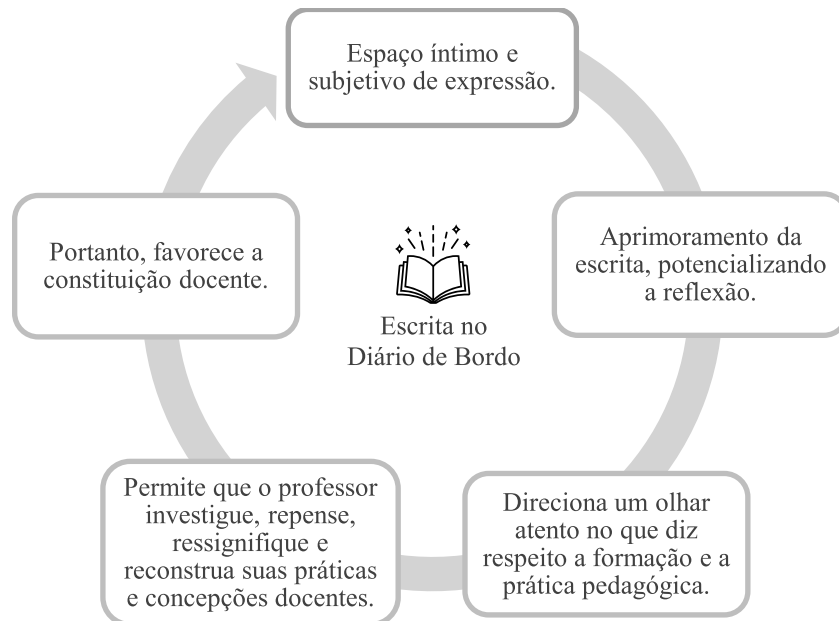 Espaço íntimo e
subjetivo de expressão.
Aprimoramento da
escrita, potencializando
a reflexão.
Direciona um olhar
atento no que diz
respeito a formação e a
prática pedagógica.
Permite que o professor
investigue, repense,
ressignifique e
reconstrua suas práticas
e concepções docentes.
Portanto, favorece a
constituição docente.
Escrita no
Diário de Bordo